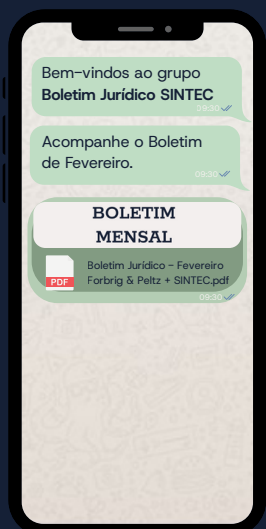 Bem-vindos ao grupo
Boletim Jurídico SINTEC
09:30
Acompanhe o Boletim
de Fevereiro.
09:30
BOLETIM
MENSAL
PDF
Boletim Jurídico - Fevereiro
Forbrig & Peltz + SINTEC.pdf
09:30